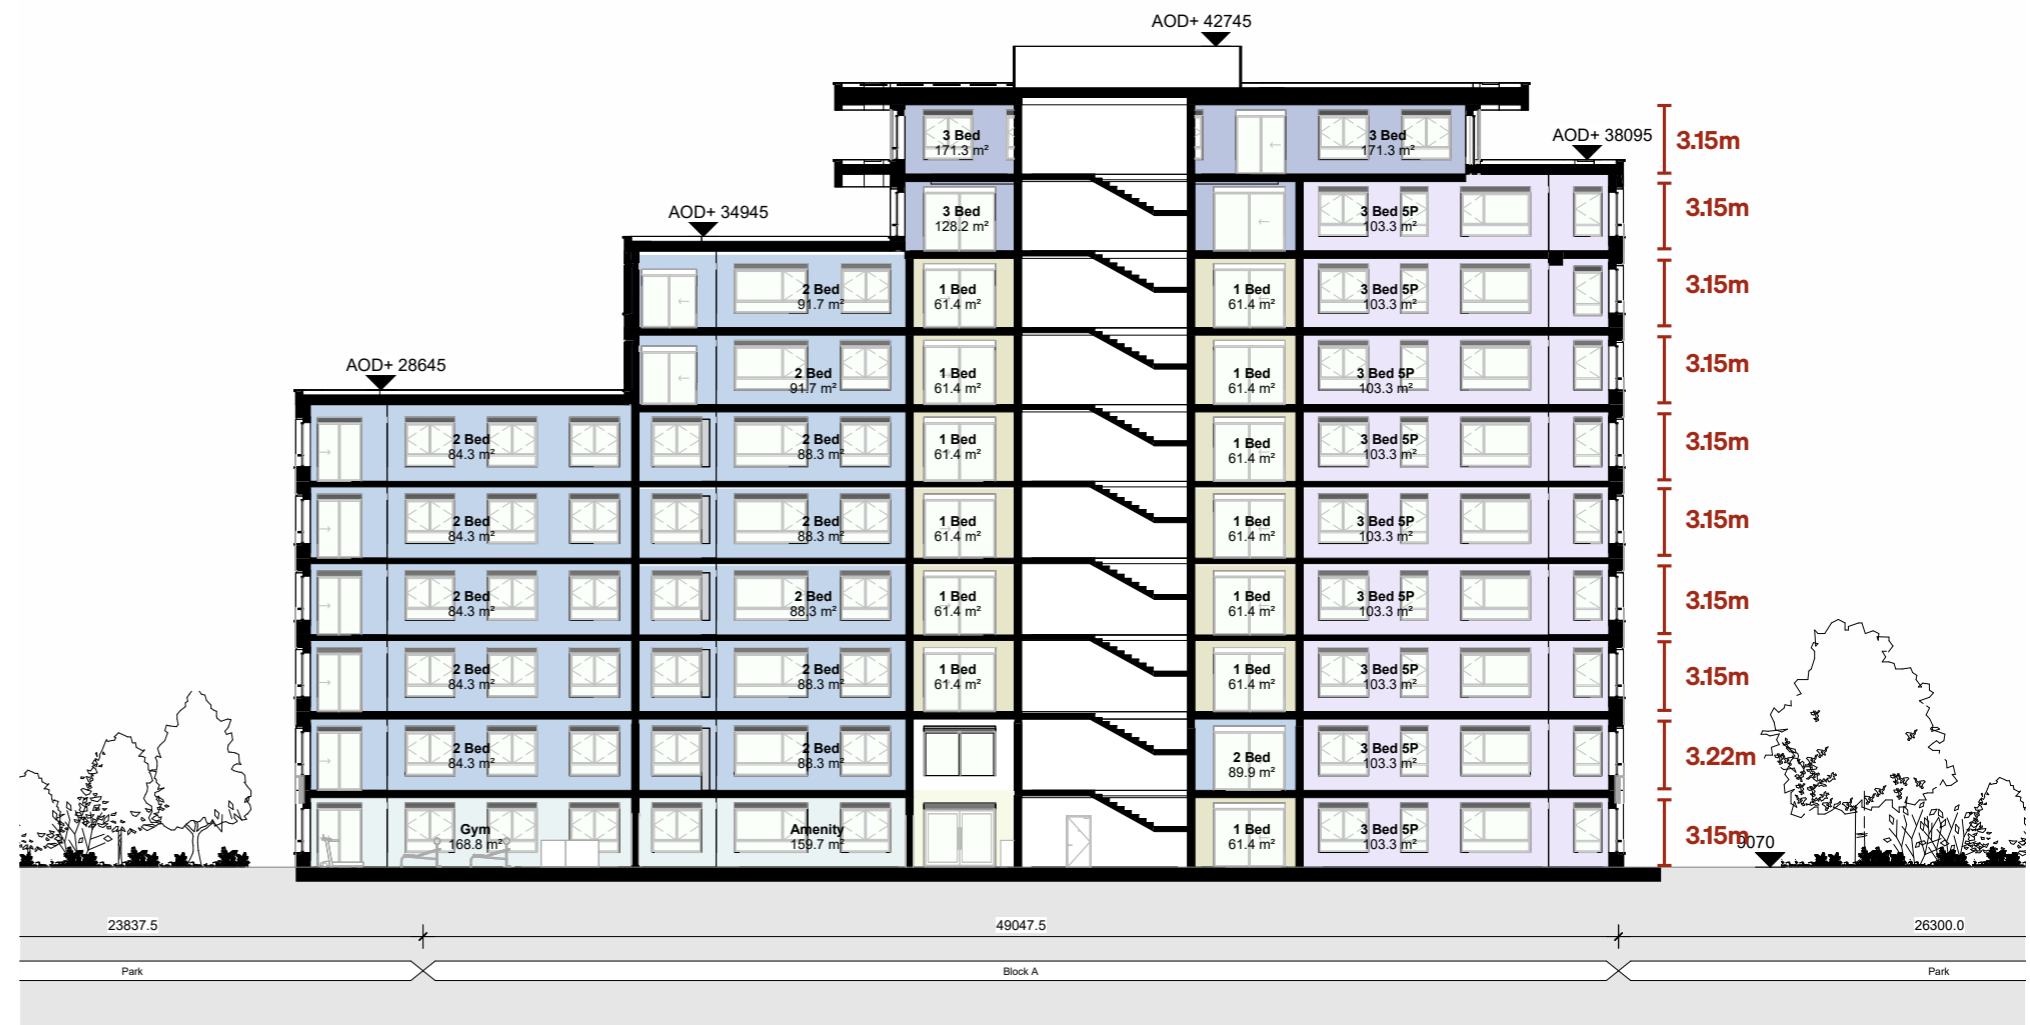 AOD+ 42745
3 Bed
171.3 m²
3 Bed
171.3 m²
AOD+ 38095
3.15m
AOD+ 34945
3 Bed
128.2 m²
3 Bed 5P
103.3 m²
3.15m
2 Bed
91.7 m²
1 Bed
61.4 m²
1 Bed
61.4 m²
3 Bed 5P
103.3 m²
3.15m
AOD+ 28645
2 Bed
91.7 m²
1 Bed
61.4 m²
1 Bed
61.4 m²
3 Bed 5P
103.3 m²
3.15m
2 Bed
84.3 m²
2 Bed
88.3 m²
1 Bed
61.4 m²
1 Bed
61.4 m²
3 Bed 5P
103.3 m²
3.15m
2 Bed
84.3 m²
2 Bed
88.3 m²
1 Bed
61.4 m²
1 Bed
61.4 m²
3 Bed 5P
103.3 m²
3.15m
2 Bed
84.3 m²
2 Bed
88.3 m²
1 Bed
61.4 m²
1 Bed
61.4 m²
3 Bed 5P
103.3 m²
3.15m
2 Bed
84.3 m²
2 Bed
88.3 m²
1 Bed
61.4 m²
1 Bed
61.4 m²
3 Bed 5P
103.3 m²
3.15m
2 Bed
84.3 m²
2 Bed
88.3 m²
2 Bed
89.9 m²
3 Bed 5P
103.3 m²
3.22m
Gym
168.8 m²
Amenity
159.7 m²
1 Bed
61.4 m²
3 Bed 5P
103.3 m²
3.15m
23837.5
49047.5
26300.0
Park
Block A
Park